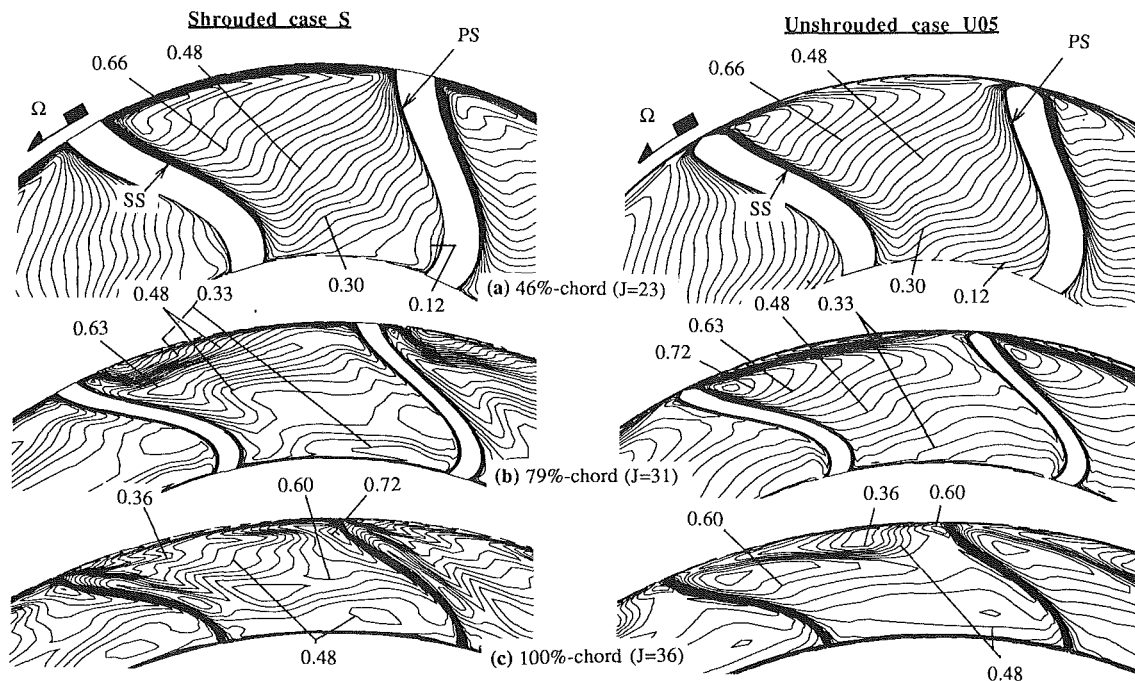 Shrouded case S
Unshrouded case U05
PS
0.48
0.66
Ω
SS
PS
0.48
0.66
Ω
SS
(a) 46%-chord (J=23)
0.30
0.12
0.30
0.12
0.48
0.33
0.63
0.48
0.33
0.63
0.72
(b) 79%-chord (J=31)
0.36
0.60
0.72
0.60
0.36
0.60
(c) 100%-chord (J=36)
0.48
0.48